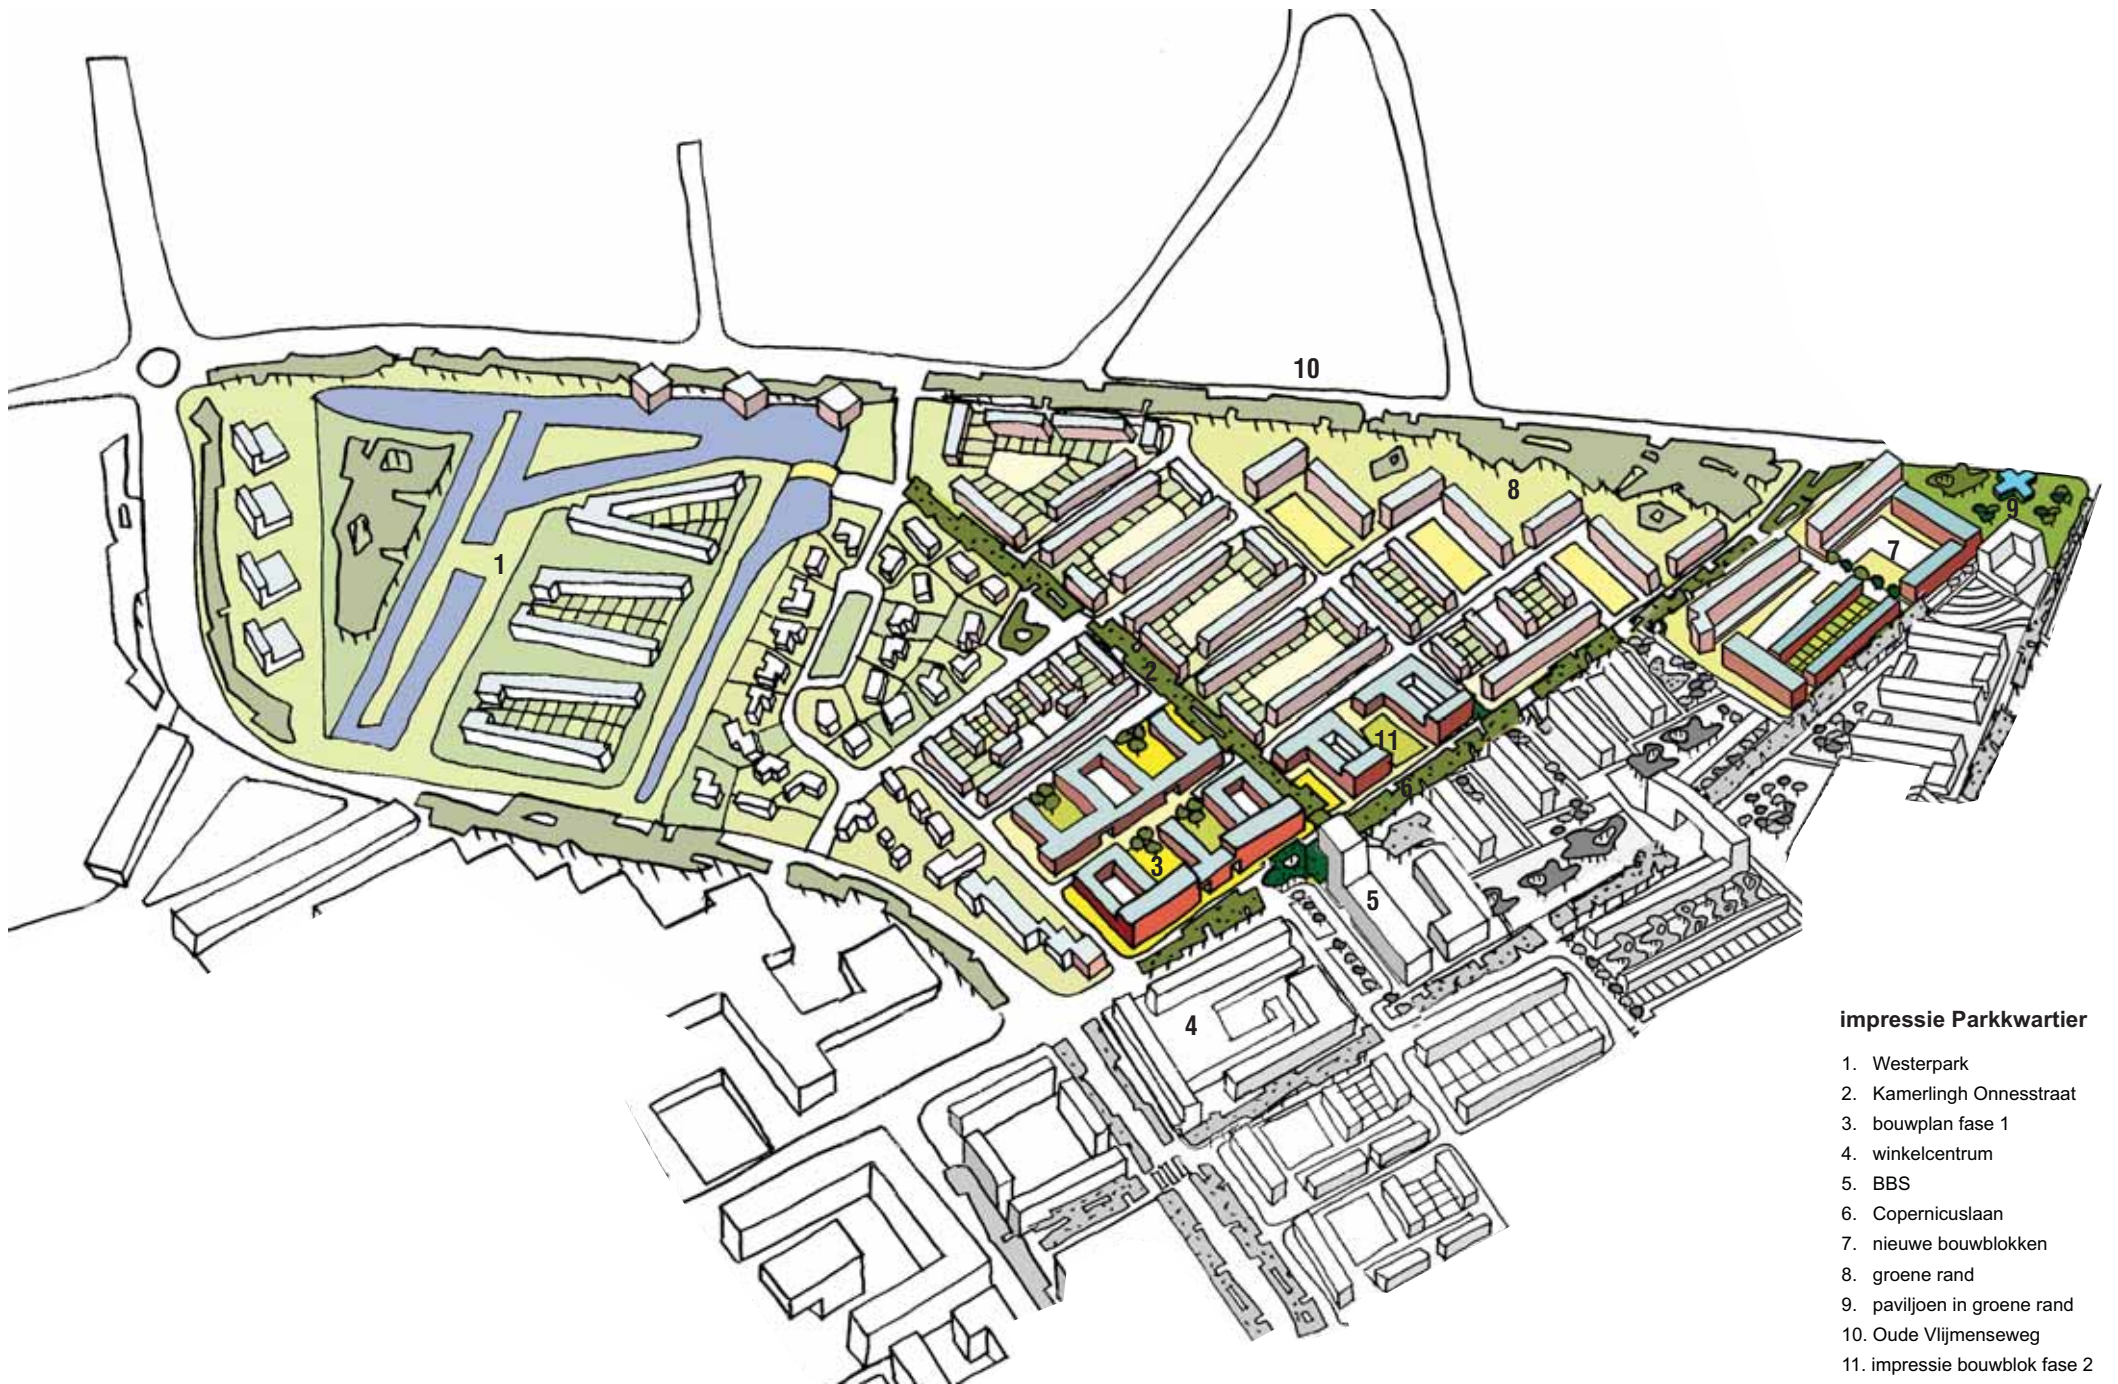 10
8
9
7
1
2
11
6
3
5
4
impressie Parkkwartier
1. Westerpark
2. Kamerlingh Onnesstraat
3. bouwplan fase 1
4. winkelcentrum
5. BBS
6. Copernicuslaan
7. nieuwe bouwblokken
8. groene rand
9. paviljoen in groene rand
10. Oude Vlijmenseweg
11. impressie bouwblok fase 2